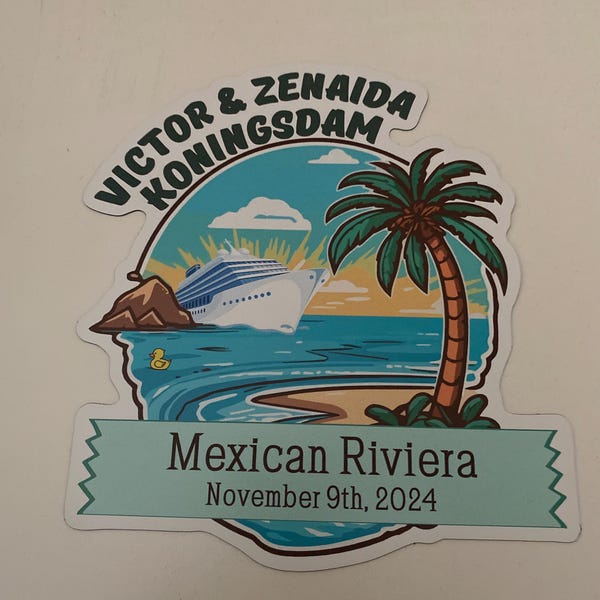 VICTOR & ZENAIDA
KONINGSDAM
Mexican Riviera
November 9th, 2024